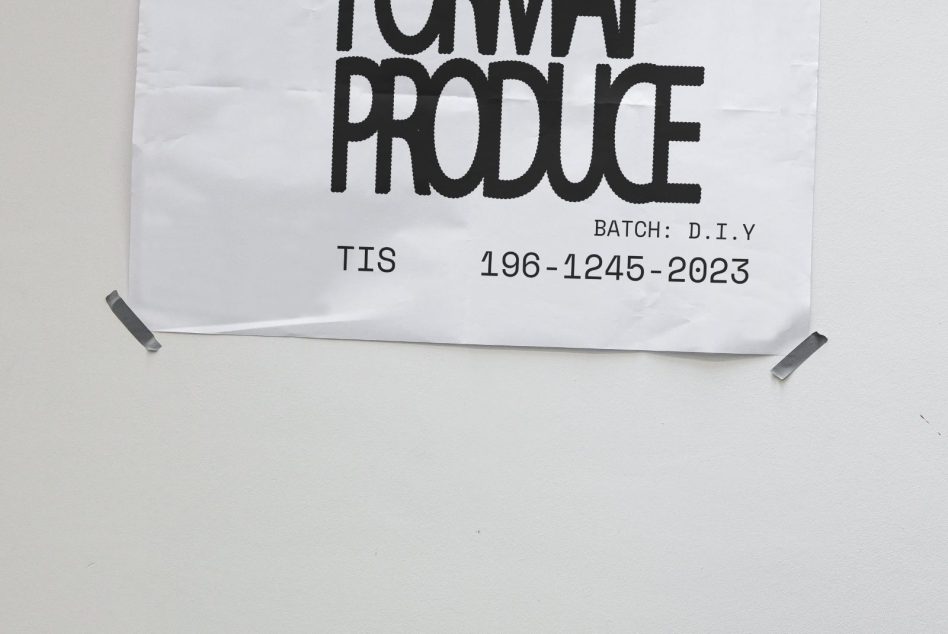 PRODUCE
BATCH: D.I.Y
TIS 196-1245-2023